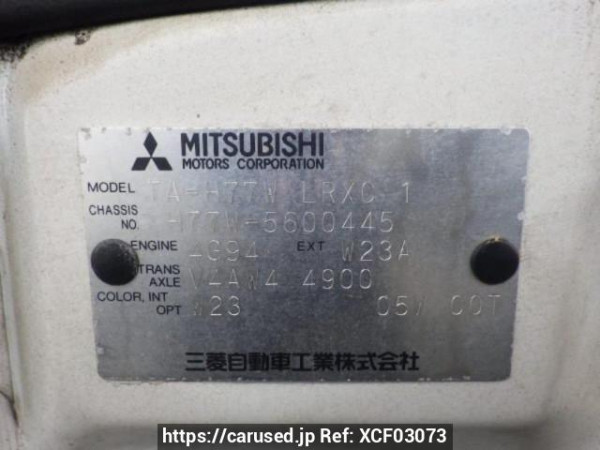 MITSUBISHI
MOTORS CORPORATION
MODEL TA-H77W LRXC 1
CHASSIS NO. H77W-5600445
ENGINE 4G94 EXT W23A
TRANS AXLE V4AW4 4900
COLOR, INT OPT W23 05V C0T
三菱自動車工業株式会社
https://carused.jp Ref: XCF03073